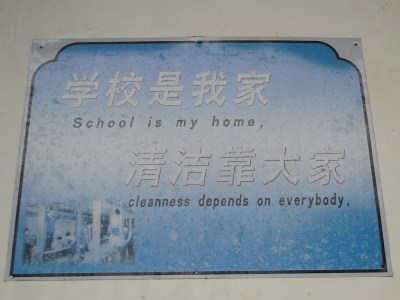 学校是我家
School is my home,
清洁靠大家
cleanness depends on everybody.